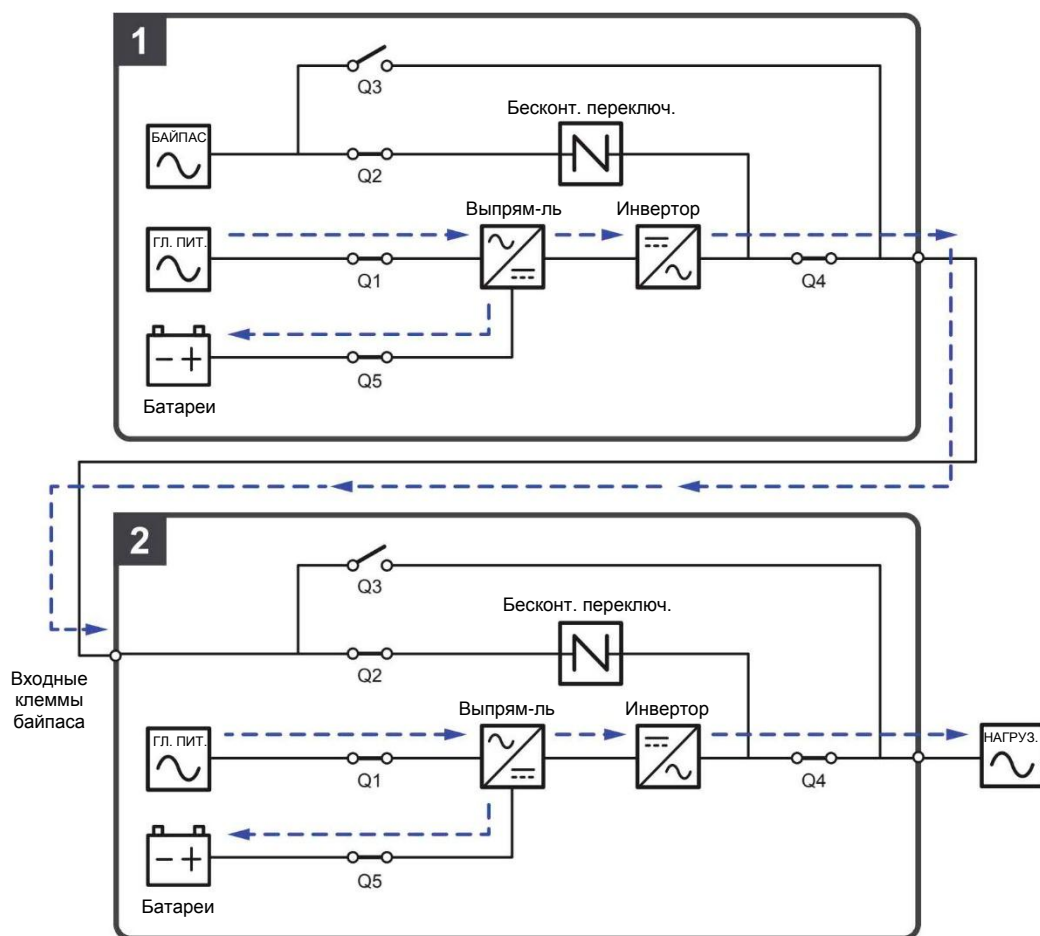 1
Q3
Бесконт. переключ.
БАЙПАС
Q2
Выпрям-ль
Инвертор
ГЛ. ПИТ.
Q1
Q4
− +
Q5
Батареи
2
Q3
Бесконт. переключ.
Q2
Входные
клеммы
байпаса
Выпрям-ль
Инвертор
ГЛ. ПИТ.
НАГРУЗ.
Q1
Q4
− +
Q5
Батареи